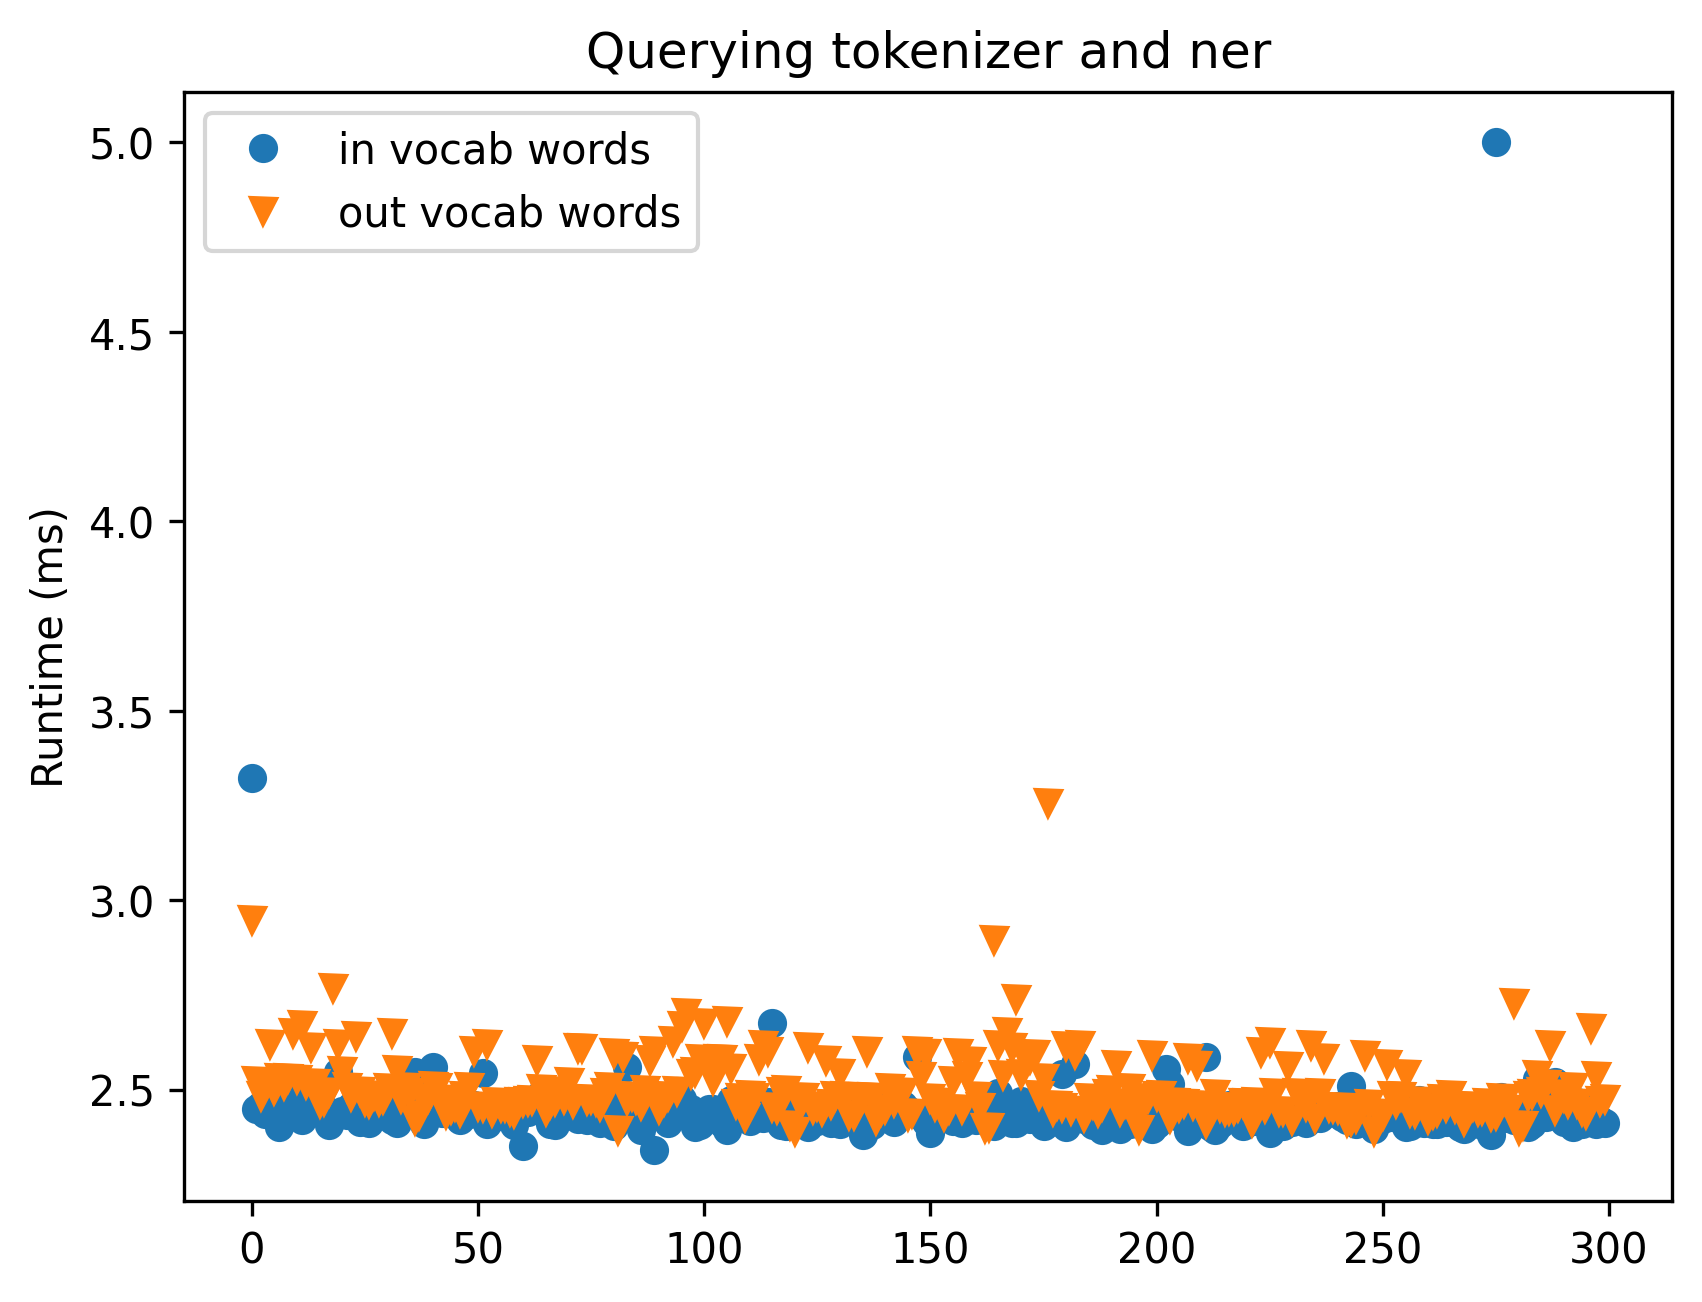 Querying tokenizer and ner
in vocab words
out vocab words
Runtime (ms)
5.0
4.5
4.0
3.5
3.0
2.5
0 50 100 150 200 250 300